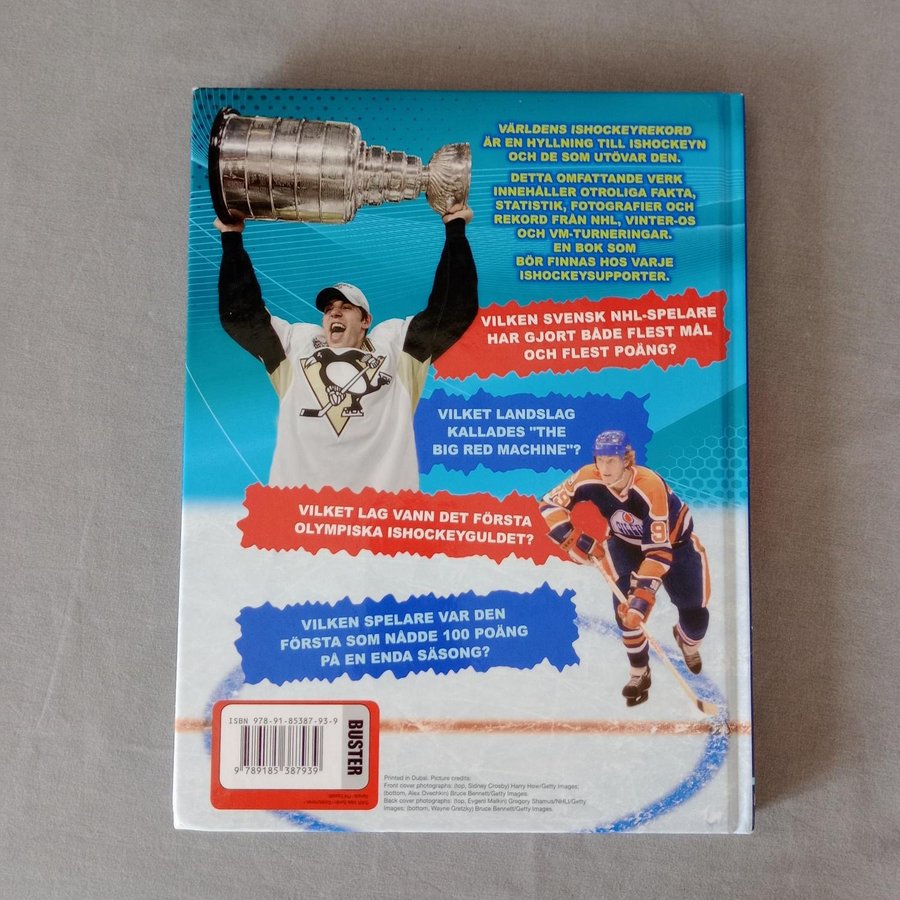 VÄRLDENS ISHOCKEYREKORD
ÄR EN HYLLNING TILL ISHOCKEYN
OCH DE SOM UTÖVAR DEN.
DETTA OMFATTANDE VERK
INNEHÅLLER OTROLIGA FAKTA,
STATISTIK, FOTOGRAFIER OCH
REKORD FRÅN NHL, VINTER-OS
OCH VM-TURNERINGAR.
EN BOK SOM
BÖR FINNAS HOS VARJE
ISHOCKEYSUPPORTER.
VILKEN SVENSK NHL-SPELARE
HAR GJORT BÅDE FLEST MÅL
OCH FLEST POÄNG?
VILKET LANDSLAG
KALLADES "THE
BIG RED MACHINE"?
VILKET LAG VANN DET FÖRSTA
OLYMPISKA ISHOCKEYGULDET?
VILKEN SPELARE VAR DEN
FÖRSTA SOM NÅDDE 100 POÄNG
PÅ EN ENDA SÄSONG?
ISBN 978-91-85387-93-9
9 789185 387939
BUSTER
Printed in Dubai. Picture credits:
Front cover photographs: (top, Sidney Crosby) Harry How/Getty Images;
(bottom, Alex Ovechkin) Bruce Bennett/Getty Images.
Back cover photographs: (top, Evgeni Malkin) Gregory Shamus/NHLI/Getty
Images; (bottom, Wayne Gretzky) Bruce Bennett/Getty Images.